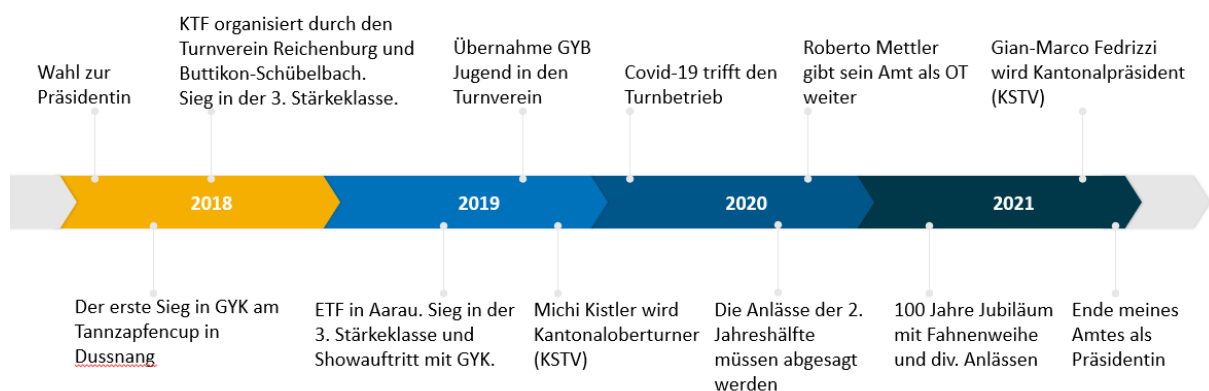 Wahl zur
Präsidentin
KTF organisiert durch den
Turnverein Reichenburg und
Buttikon-Schübelbach.
Sieg in der 3. Stärkeklasse.
Übernahme GYB
Jugend in den
Turnverein
Covid-19 trifft den
Turnbetrieb
Roberto Mettler
gibt sein Amt als OT
weiter
Gian-Marco Fedrizzi
wird Kantonalpräsident
(KSTV)
2018
2019
2020
2021
Der erste Sieg in GYK am
Tannzapfencup in
Dussnang
ETF in Aarau. Sieg in der
3. Stärkeklasse und
Showauftritt mit GYK.
Michi Kistler wird
Kantonaloberturner
(KSTV)
Die Anlässe der 2.
Jahreshälfte
müssen abgesagt
werden
100 Jahre Jubiläum
mit Fahnenweihe
und div. Anlässen
Ende meines
Amtes als
Präsidentin